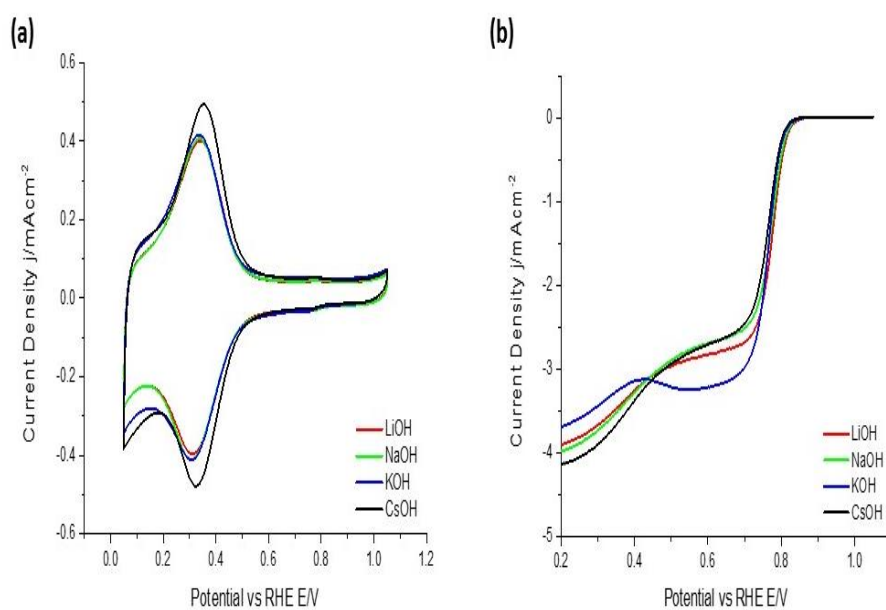 (a)
0.6
0.4
0.2
0.0
-0.2
-0.4
-0.6
0.0 0.2 0.4 0.6 0.8 1.0 1.2
Current Density j/mAcm-2
Potential vs RHE E/V
LiOH
NaOH
KOH
CsOH
(b)
0
-1
-2
-3
-4
-5
0.2 0.4 0.6 0.8 1.0
Current Density j/mAcm-2
Potential vs RHE E/V
LiOH
NaOH
KOH
CsOH